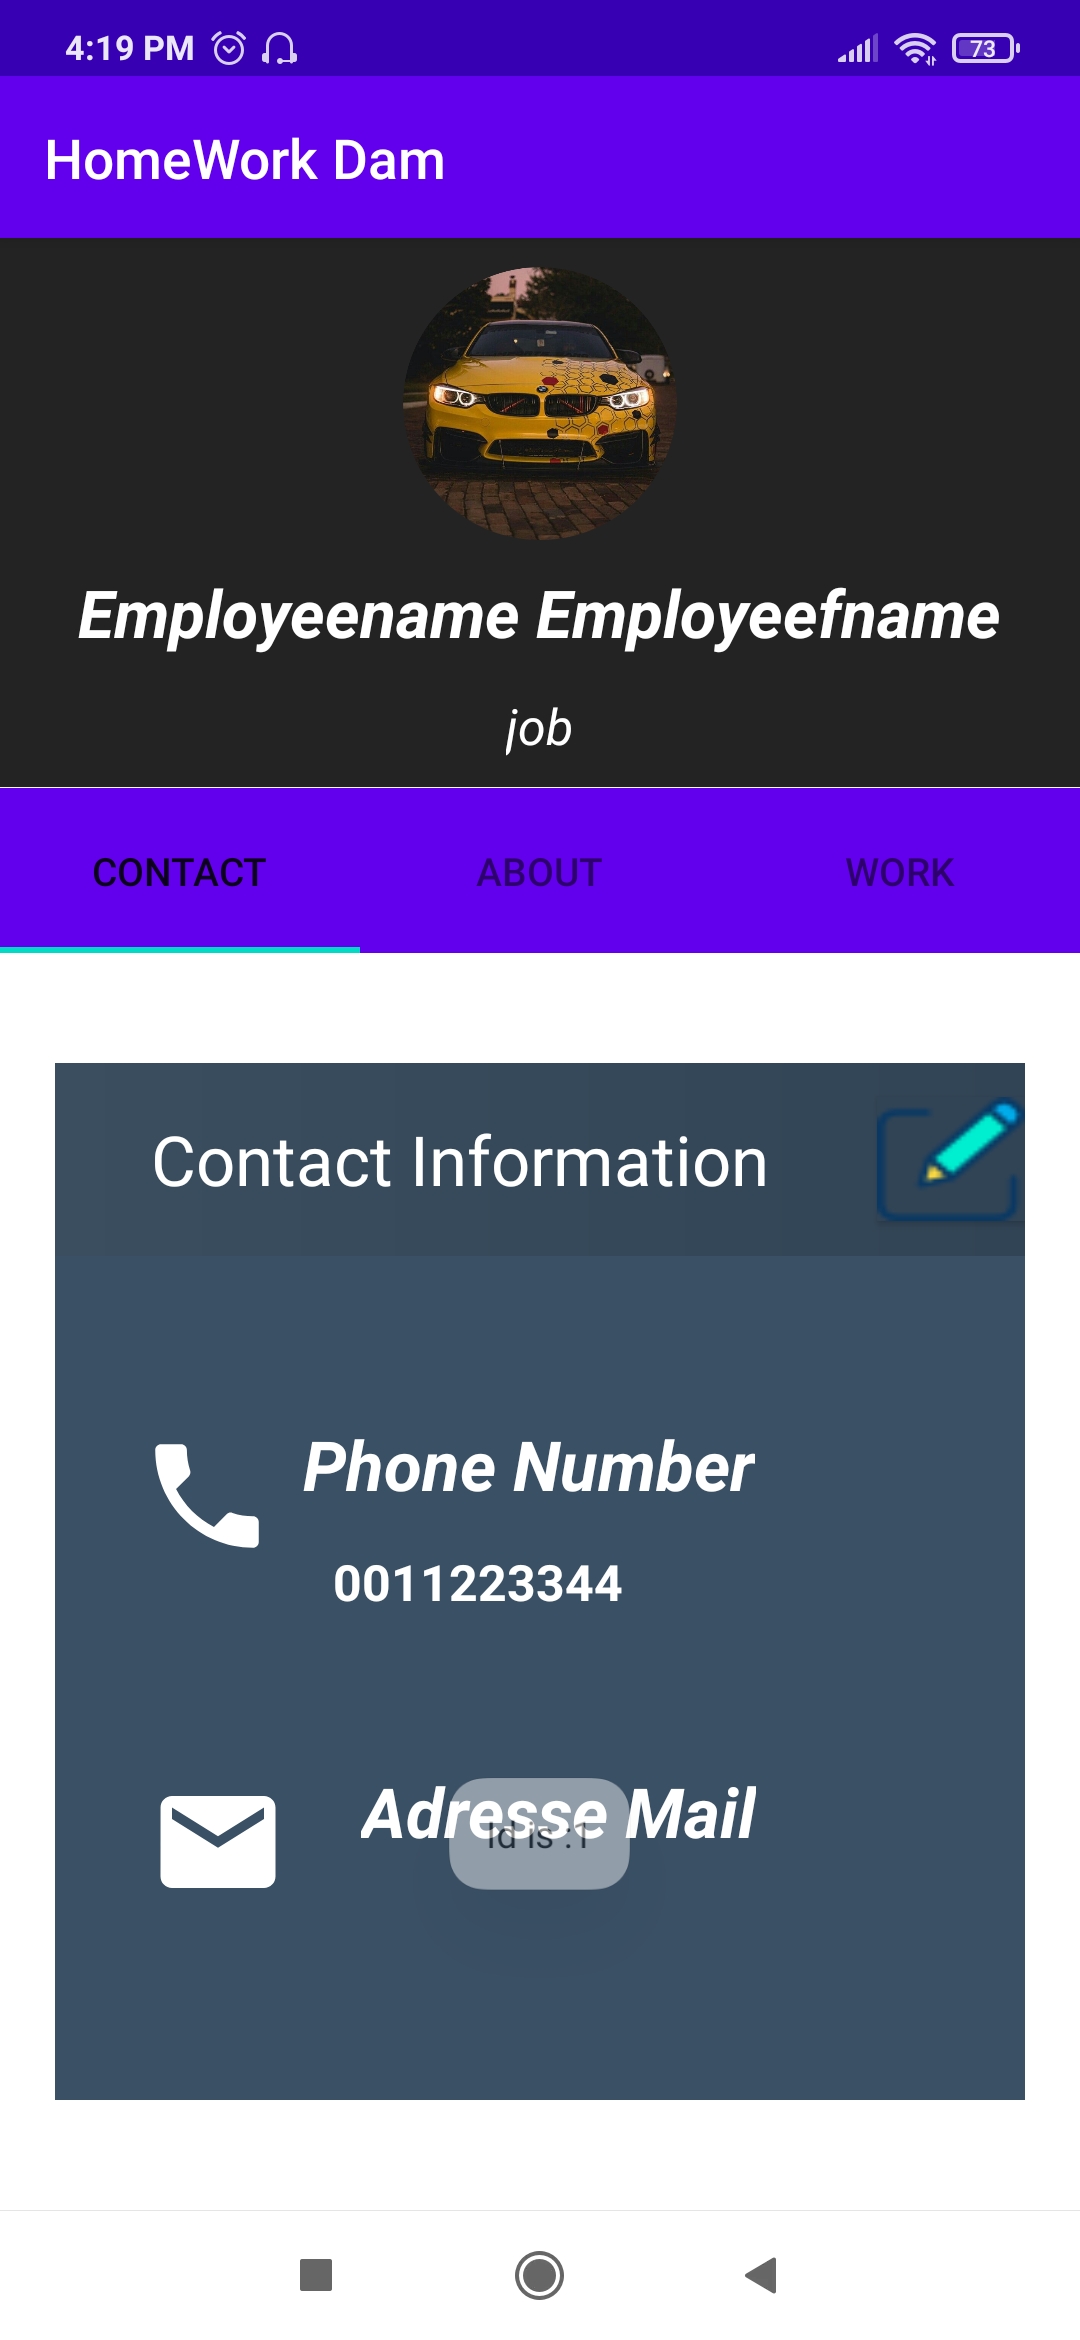 4:19 PM
73
HomeWork Dam
Employeename Employeefname
job
CONTACT ABOUT WORK
Contact Information
Phone Number
0011223344
Adresse Mail
Id is :1